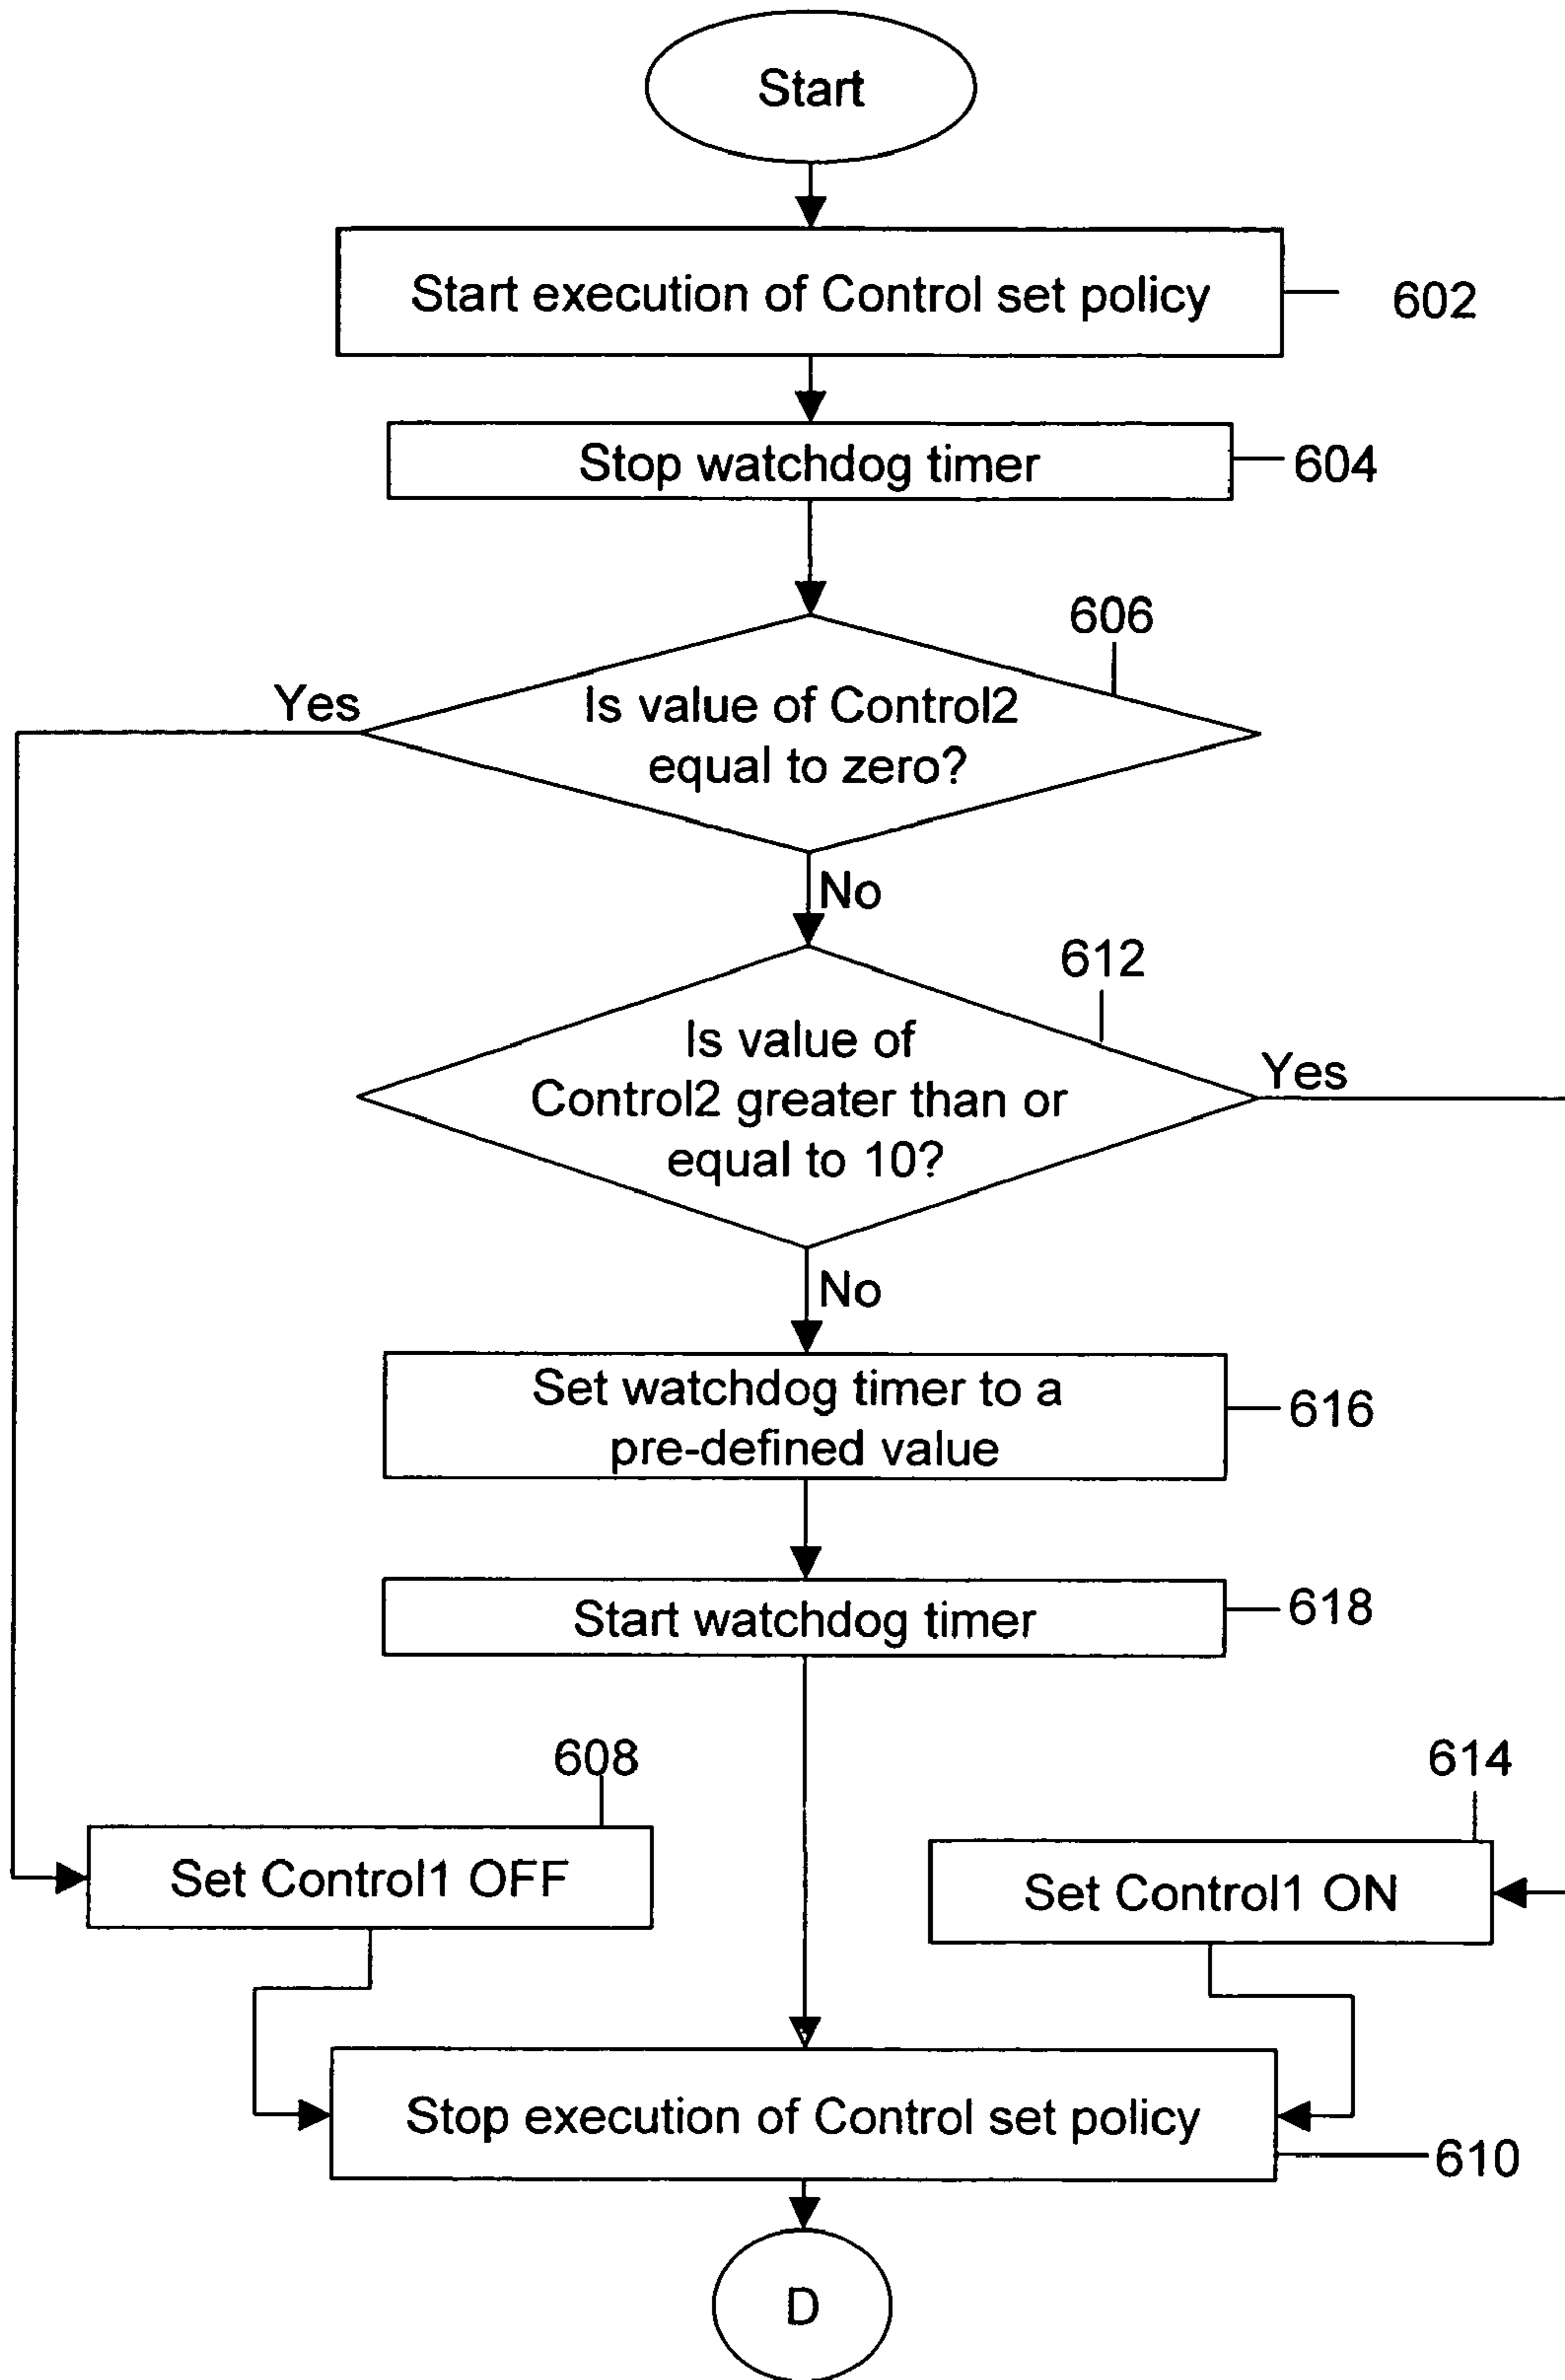 Start
Start execution of Control set policy
602
Stop watchdog timer
604
606
Yes
Is value of Control2
equal to zero?
No
612
Is value of
Control2 greater than or
equal to 10?
Yes
No
Set watchdog timer to a
pre-defined value
616
Start watchdog timer
618
608
614
Set Control1 OFF
Set Control1 ON
Stop execution of Control set policy
610
D